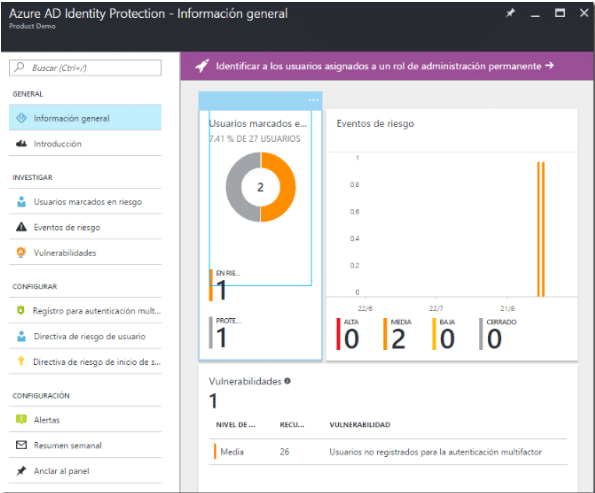 Azure AD Identity Protection - Información general
Product Demo
Buscar (Ctrl+/)
GENERAL
Información general
Introducción
INVESTIGAR
Usuarios marcados en riesgo
Eventos de riesgo
Vulnerabilidades
CONFIGURAR
Registro para autenticación mult...
Directiva de riesgo de usuario
Directiva de riesgo de inicio de s...
CONFIGURACIÓN
Alertas
Resumen semanal
Anclar al panel
Identificar a los usuarios asignados a un rol de administración permanente →
...
Usuarios marcados e...
7.41 % DE 27 USUARIOS
2
EN RIE...
1
PROTE...
1
Eventos de riesgo
1
0,8
0,6
0,4
0,2
0
22/6 22/7 21/8
ALTA MEDIA BAJA CERRADO
0 2 0 0
Vulnerabilidades
1
NIVEL DE ... RECU... VULNERABILIDAD
Media 26 Usuarios no registrados para la autenticación multifactor